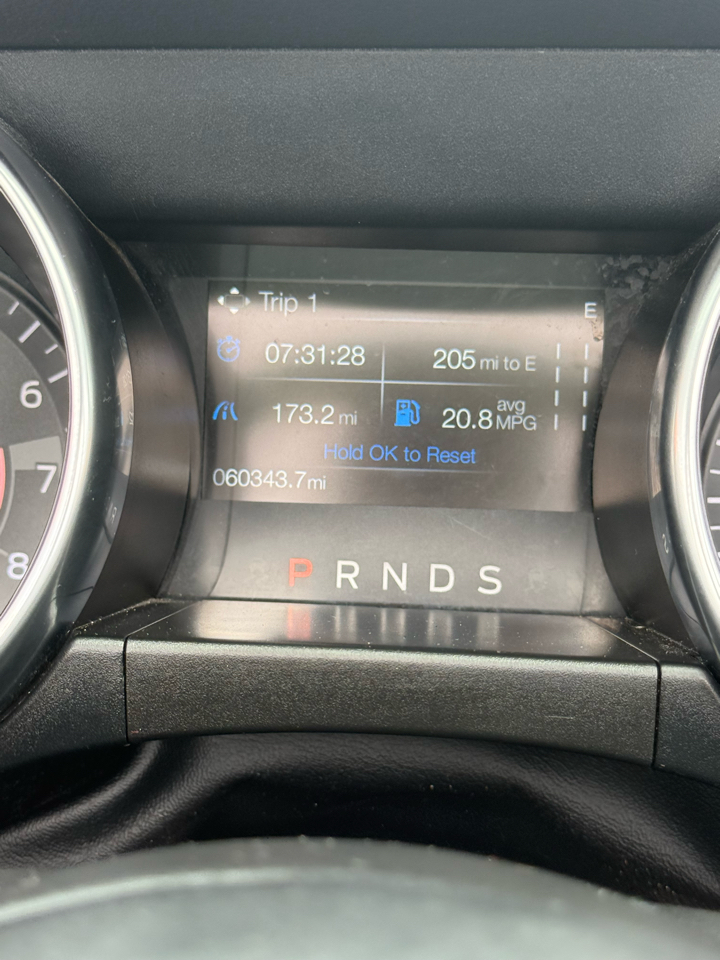 Trip 1
E
07:31:28
205 mi to E
6
173.2 mi
20.8 avg MPG
Hold OK to Reset
7
060343.7mi
8
P R N D S